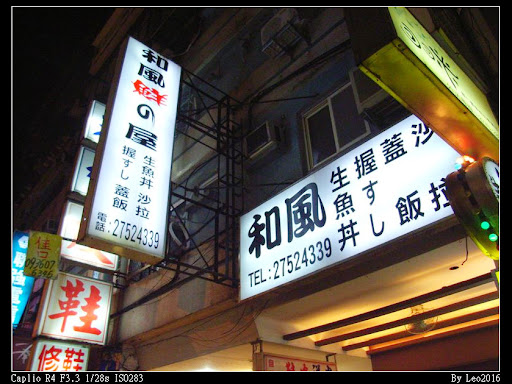 和風鮮の屋
生魚丼 沙拉
握すし 蓋飯
電話:27524339
和風
生魚丼
握すし
蓋飯
沙拉
TEL:27524339
佳
鞋
修鞋
Caplio R4 F3.3 1/28s ISO283
By Leo2016